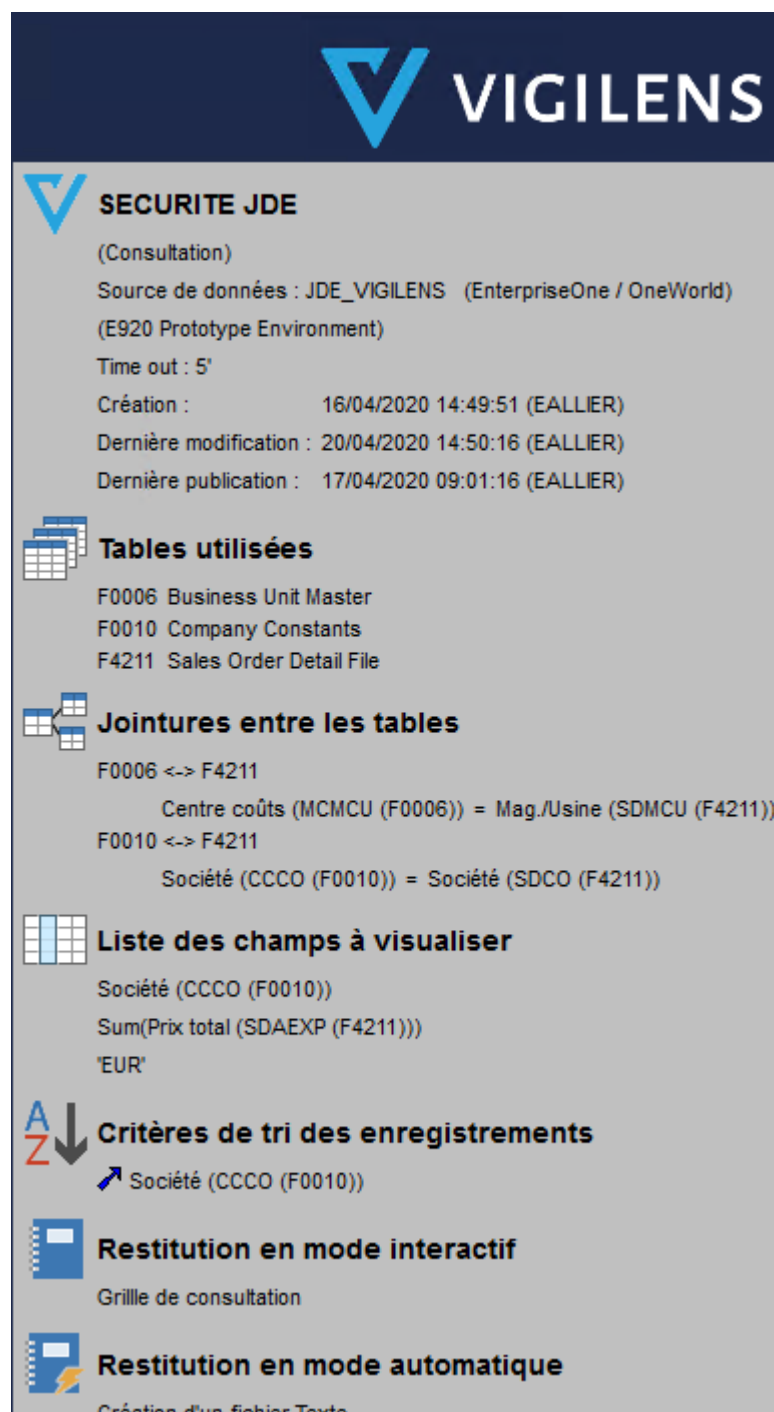 VIGILENS
SECURITE JDE
(Consultation)
Source de données : JDE_VIGILENS (EnterpriseOne / OneWorld)
(E920 Prototype Environment)
Time out : 5'
Création : 16/04/2020 14:49:51 (EALLIER)
Dernière modification : 20/04/2020 14:50:16 (EALLIER)
Dernière publication : 17/04/2020 09:01:16 (EALLIER)
Tables utilisées
F0006 Business Unit Master
F0010 Company Constants
F4211 Sales Order Detail File
Jointures entre les tables
F0006 <-> F4211
Centre coûts (MCMCU (F0006)) = Mag./Usine (SDMCU (F4211))
F0010 <-> F4211
Société (CCCO (F0010)) = Société (SDCO (F4211))
Liste des champs à visualiser
Société (CCCO (F0010))
Sum(Prix total (SDAEXP (F4211)))
'EUR'
A
Z
Critères de tri des enregistrements
Société (CCCO (F0010))
Restitution en mode interactif
Grillle de consultation
Restitution en mode automatique
Création d'un fichier Texte